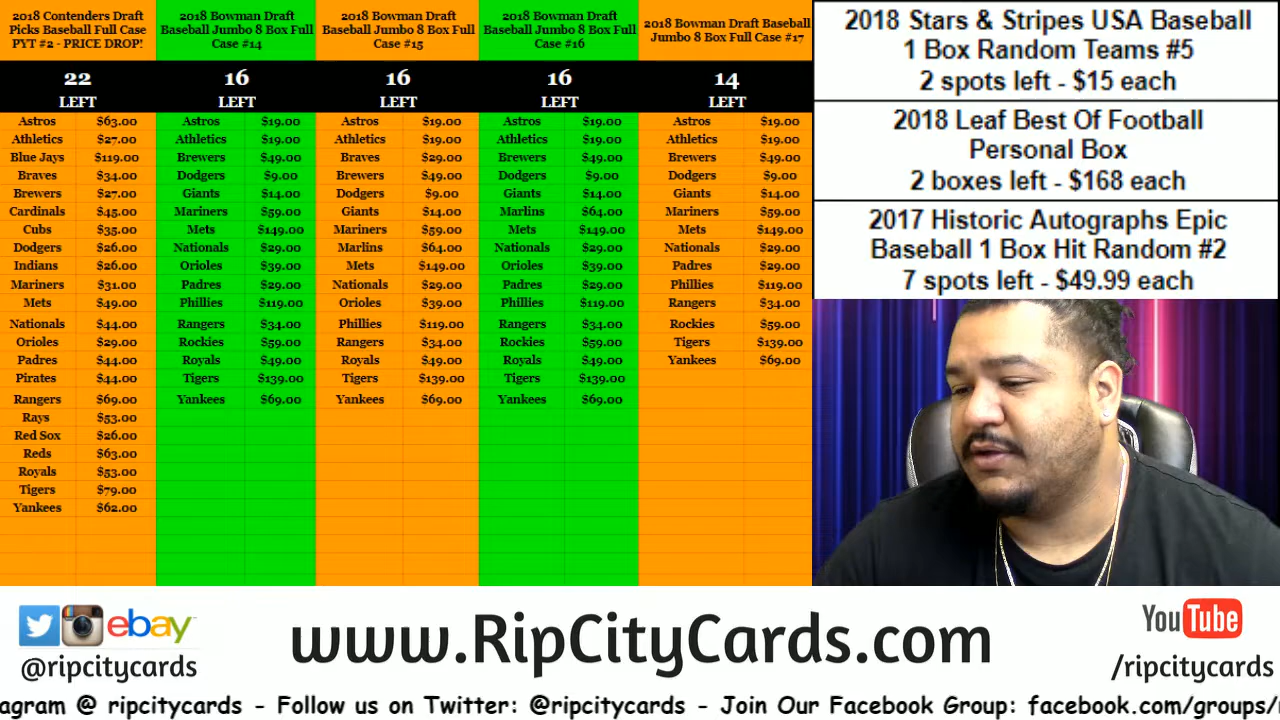 2018 Contenders Draft
Picks Baseball Full Case
PYT #2 - PRICE DROP!
22
LEFT
Astros $63.00
Athletics $27.00
Blue Jays $119.00
Braves $34.00
Brewers $27.00
Cardinals $45.00
Cubs $35.00
Dodgers $26.00
Indians $26.00
Mariners $31.00
Mets $49.00
Nationals $44.00
Orioles $29.00
Padres $44.00
Pirates $44.00
Rangers $69.00
Rays $53.00
Red Sox $26.00
Reds $63.00
Royals $53.00
Tigers $79.00
Yankees $62.00
2018 Bowman Draft
Baseball Jumbo 8 Box Full
Case #14
16
LEFT
Astros $19.00
Athletics $19.00
Brewers $49.00
Dodgers $9.00
Giants $14.00
Mariners $59.00
Mets $149.00
Nationals $29.00
Orioles $39.00
Padres $29.00
Phillies $119.00
Rangers $34.00
Rockies $59.00
Royals $49.00
Tigers $139.00
Yankees $69.00
2018 Bowman Draft
Baseball Jumbo 8 Box Full
Case #15
16
LEFT
Astros $19.00
Athletics $19.00
Braves $29.00
Brewers $49.00
Dodgers $9.00
Giants $14.00
Mariners $59.00
Marlins $64.00
Mets $149.00
Nationals $29.00
Orioles $39.00
Phillies $119.00
Rangers $34.00
Royals $49.00
Tigers $139.00
Yankees $69.00
2018 Bowman Draft
Baseball Jumbo 8 Box Full
Case #16
16
LEFT
Astros $19.00
Athletics $19.00
Brewers $49.00
Dodgers $9.00
Giants $14.00
Marlins $64.00
Mets $149.00
Nationals $29.00
Orioles $39.00
Padres $29.00
Phillies $119.00
Rangers $34.00
Rockies $59.00
Royals $49.00
Tigers $139.00
Yankees $69.00
2018 Bowman Draft Baseball
Jumbo 8 Box Full Case #17
14
LEFT
Astros $19.00
Athletics $19.00
Brewers $49.00
Dodgers $9.00
Giants $14.00
Mariners $59.00
Mets $149.00
Nationals $29.00
Padres $29.00
Phillies $119.00
Rangers $34.00
Rockies $59.00
Tigers $139.00
Yankees $69.00
2018 Stars & Stripes USA Baseball
1 Box Random Teams #5
2 spots left - $15 each
2018 Leaf Best Of Football
Personal Box
2 boxes left - $168 each
2017 Historic Autographs Epic
Baseball 1 Box Hit Random #2
7 spots left - $49.99 each
ebay
@ripcitycards
www.RipCityCards.com
YouTube
/ripcitycards
agram @ ripcitycards - Follow us on Twitter: @ripcitycards - Join Our Facebook Group: facebook.com/groups/